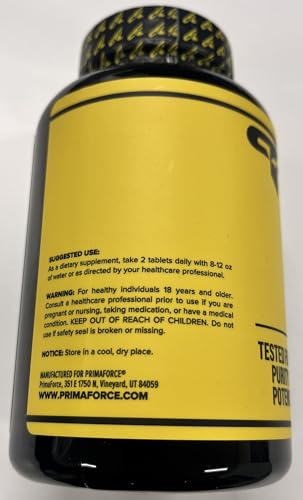 SUGGESTED USE:
As a dietary supplement, take 2 tablets daily with 8-12 oz
of water or as directed by your healthcare professional.
WARNING: For healthy individuals 18 years and older.
Consult a healthcare professional prior to use if you are
pregnant or nursing, taking medication, or have a medical
condition. KEEP OUT OF REACH OF CHILDREN. Do not
use if safety seal is broken or missing.
NOTICE: Store in a cool, dry place.
MANUFACTURED FOR PRIMAFORCE®
PrimaForce, 351 E 1750 N, Vineyard, UT 84059
WWW.PRIMAFORCE.COM
TESTED